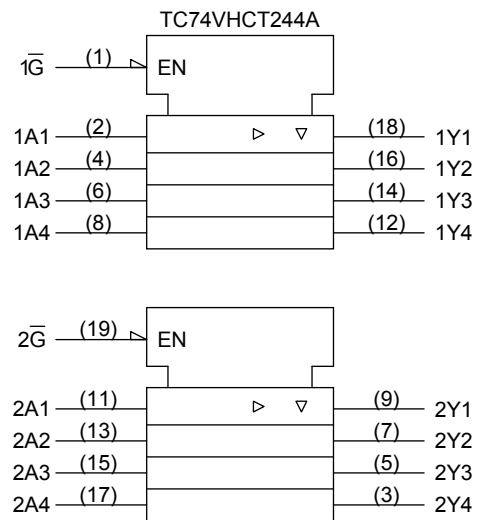 TC74VHCT244A
1G̅ (1) EN
1A1 (2) (18) 1Y1
1A2 (4) (16) 1Y2
1A3 (6) (14) 1Y3
1A4 (8) (12) 1Y4
2G̅ (19) EN
2A1 (11) (9) 2Y1
2A2 (13) (7) 2Y2
2A3 (15) (5) 2Y3
2A4 (17) (3) 2Y4